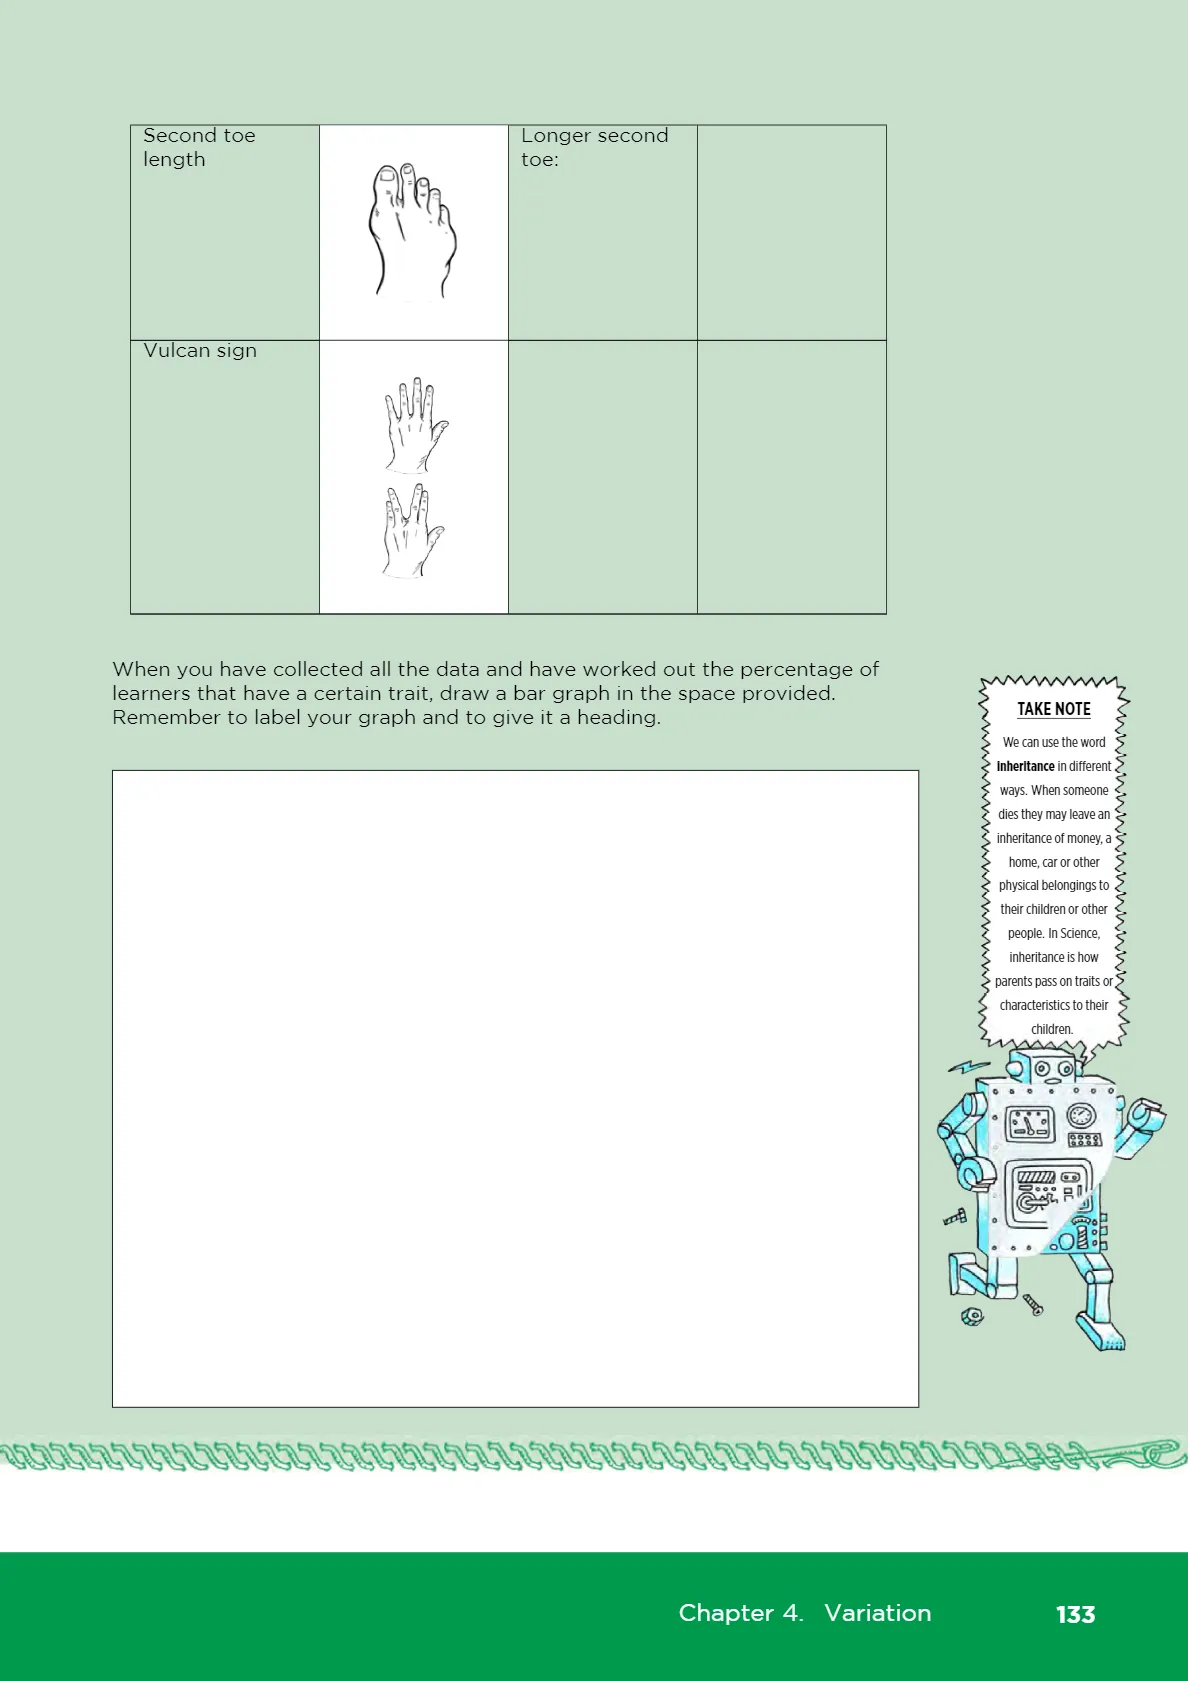 Second toe
length
Longer second
toe:
Vulcan sign
When you have collected all the data and have worked out the percentage of
learners that have a certain trait, draw a bar graph in the space provided.
Remember to label your graph and to give it a heading.
TAKE NOTE
We can use the word
inheritance in different
ways. When someone
dies they may leave an
inheritance of money, a
home, car or other
physical belongings to
their children or other
people. In Science,
inheritance is how
parents pass on traits or
characteristics to their
children.
Chapter 4. Variation
133